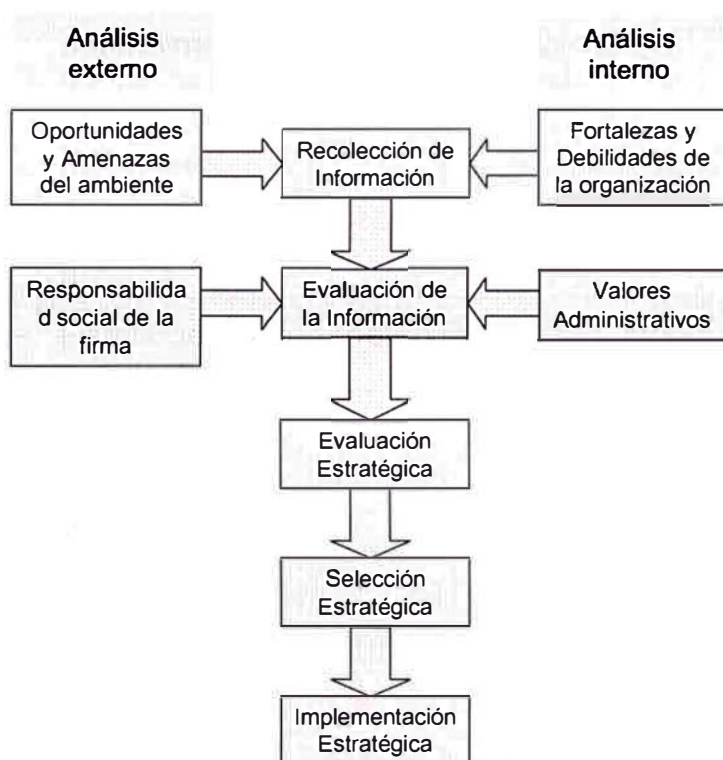 Análisis
externo
Análisis
interno
Oportunidades
y Amenazas
del ambiente
Recolección de
Información
Fortalezas y
Debilidades de
la organización
Responsabilida
d social de la
firma
Evaluación de
la Información
Valores
Administrativos
Evaluación
Estratégica
Selección
Estratégica
Implementación
Estratégica